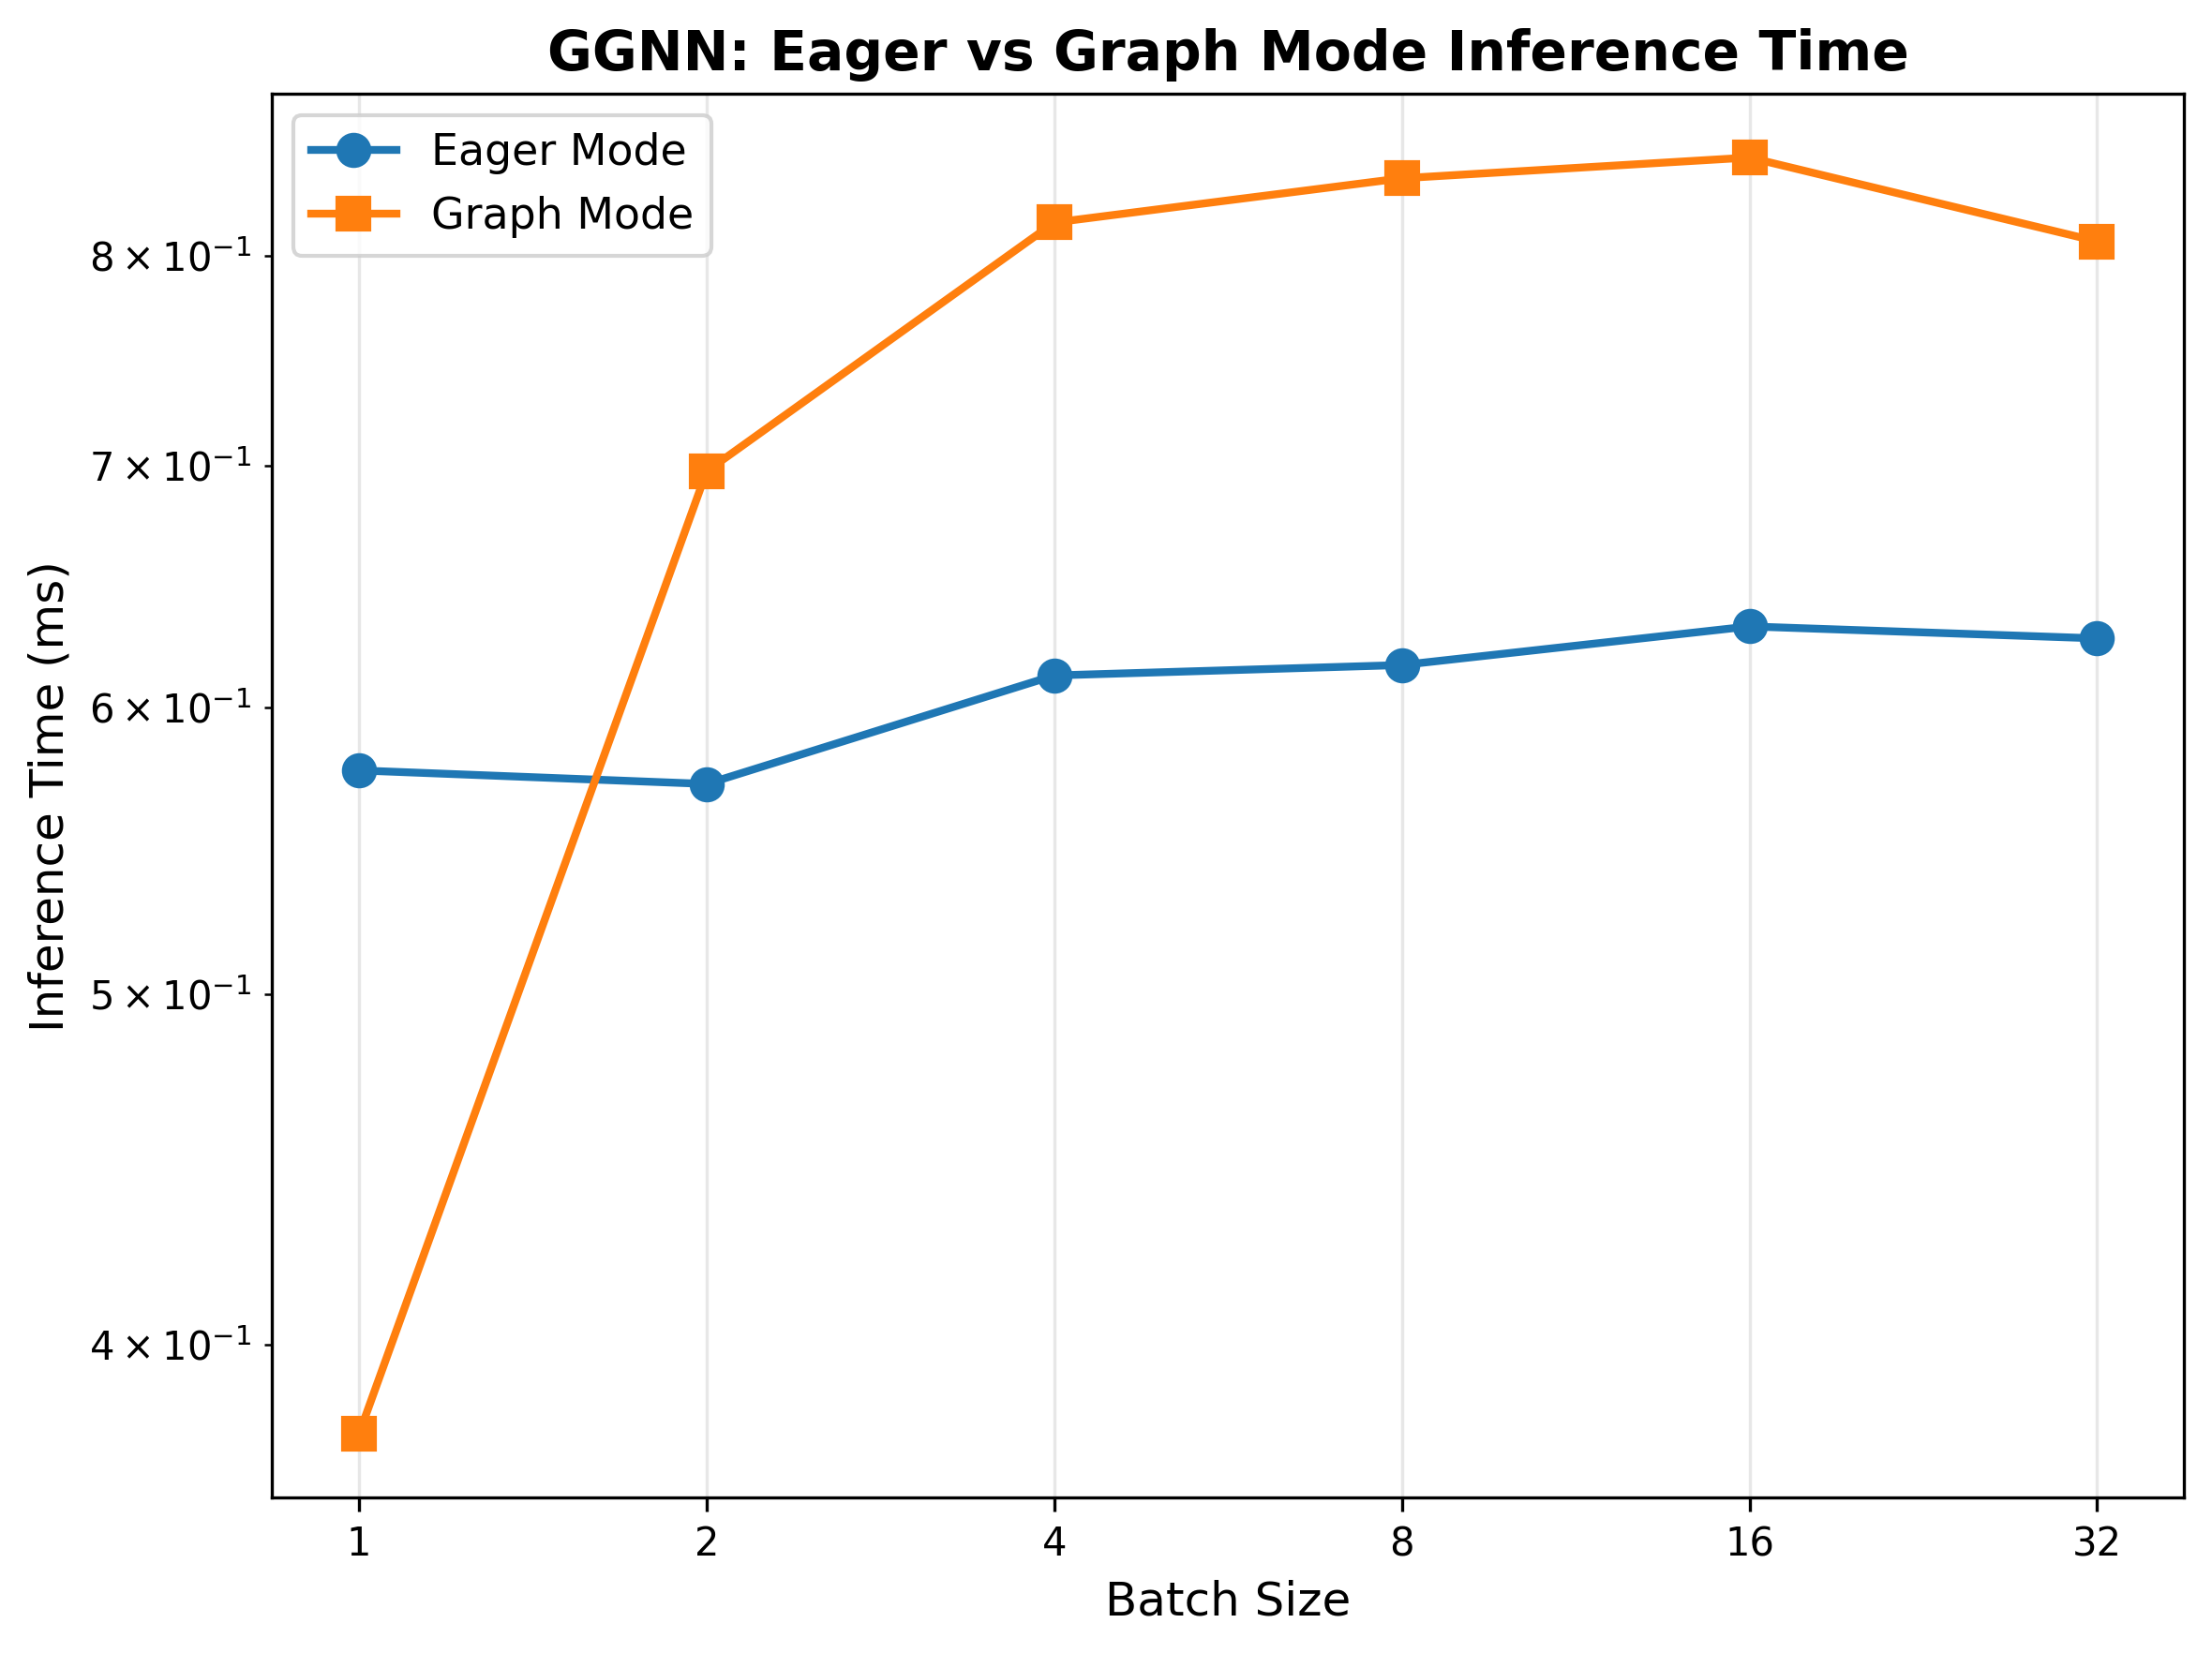 GGNN: Eager vs Graph Mode Inference Time
Eager Mode
Graph Mode
8 × 10⁻¹
7 × 10⁻¹
6 × 10⁻¹
5 × 10⁻¹
4 × 10⁻¹
Inference Time (ms)
1 2 4 8 16 32
Batch Size